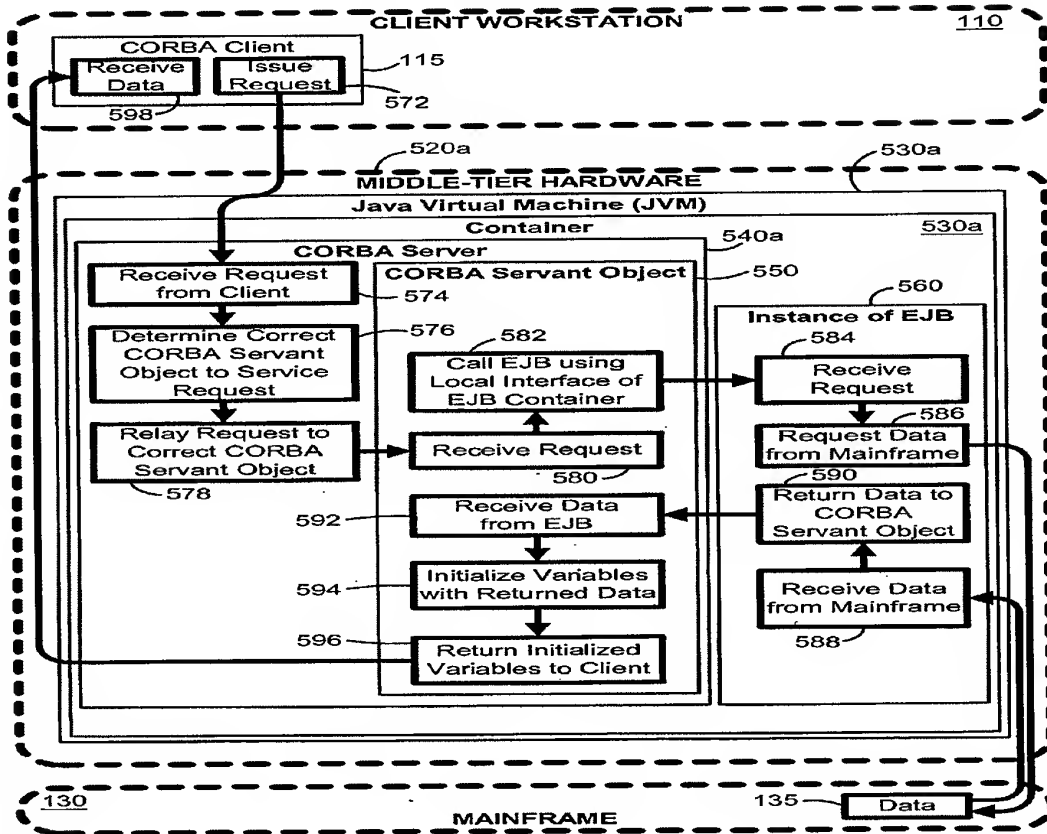 CLIENT WORKSTATION
110
CORBA Client
115
Receive
Data
598
Issue
Request
572
520a
530a
MIDDLE-TIER HARDWARE
Java Virtual Machine (JVM)
Container
530a
CORBA Server
540a
Receive Request
from Client
574
Determine Correct
CORBA Servant
Object to Service
Request
576
Relay Request to
Correct CORBA
Servant Object
578
CORBA Servant Object
550
582
Call EJB using
Local Interface of
EJB Container
Receive Request
580
592
Receive Data
from EJB
594
Initialize Variables
with Returned Data
596
Return Initialized
Variables to Client
560
Instance of EJB
584
Receive
Request
586
Request Data
from Mainframe
590
Return Data to
CORBA
Servant Object
Receive Data
from Mainframe
588
130
MAINFRAME
135
Data